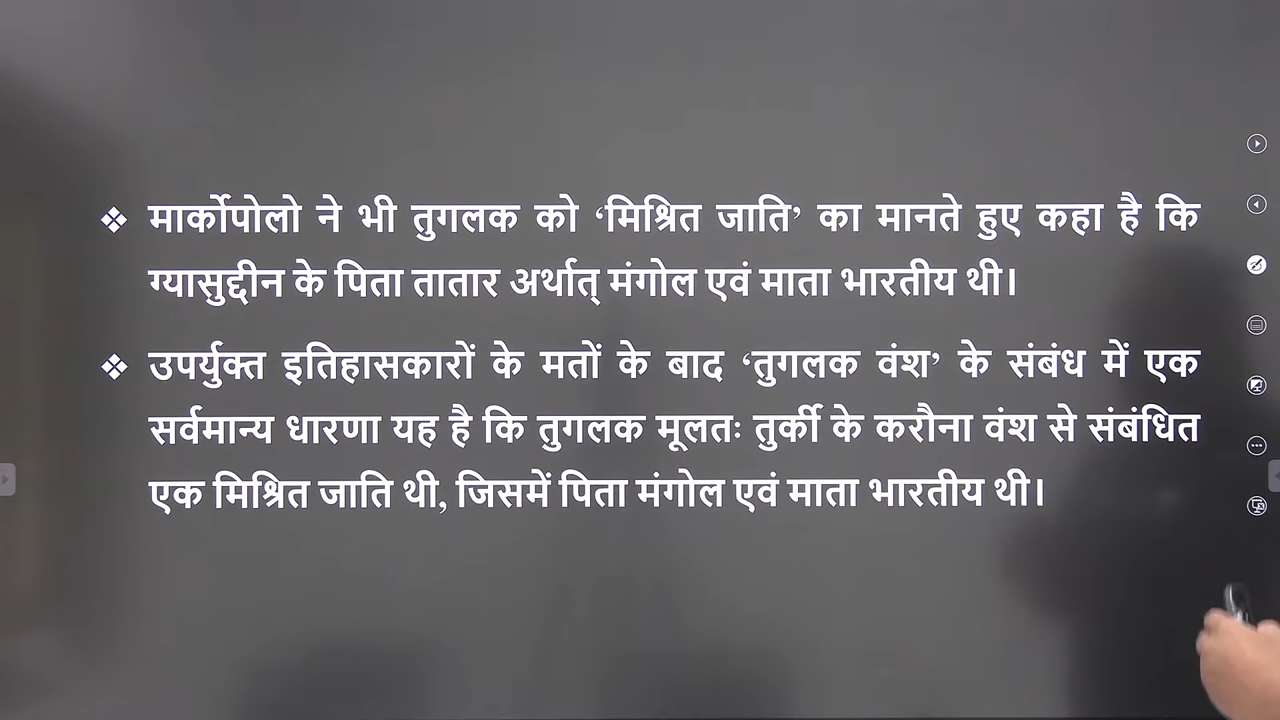 ❖ मार्कोपोलो ने भी तुगलक को ‘मिश्रित जाति’ का मानते हुए कहा है कि
ग्यासुद्दीन के पिता तातार अर्थात् मंगोल एवं माता भारतीय थी।
❖ उपर्युक्त इतिहासकारों के मतों के बाद ‘तुगलक वंश’ के संबंध में एक
सर्वमान्य धारणा यह है कि तुगलक मूलतः तुर्की के करौना वंश से संबंधित
एक मिश्रित जाति थी, जिसमें पिता मंगोल एवं माता भारतीय थी।